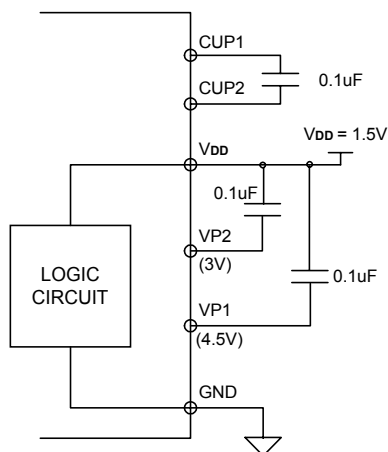 CUP1
CUP2
0.1uF
VDD
VDD = 1.5V
0.1uF
VP2
(3V)
LOGIC
CIRCUIT
0.1uF
VP1
(4.5V)
GND